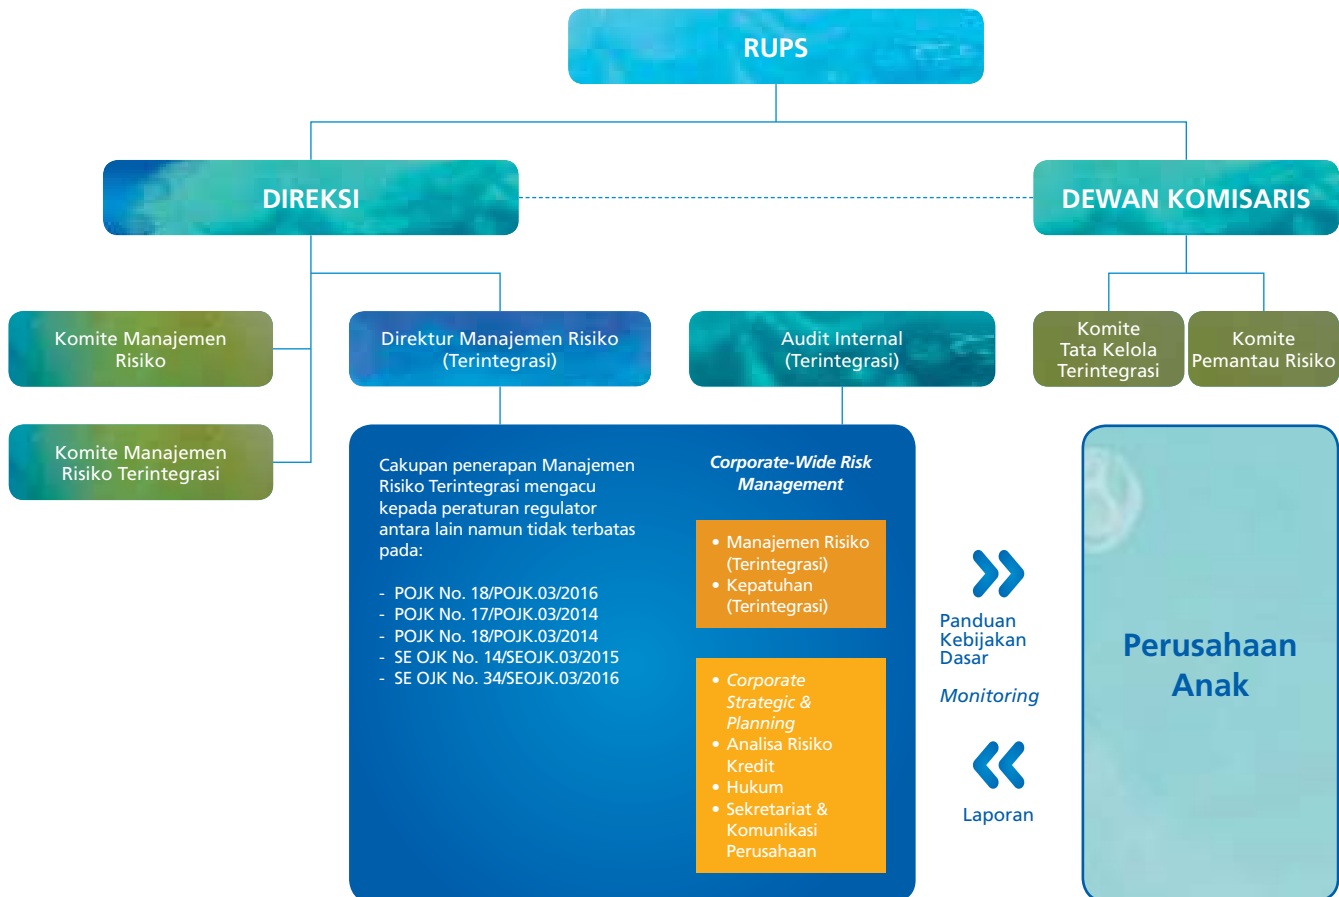 RUPS
DIREKSI
DEWAN KOMISARIS
Komite Manajemen
Risiko
Direktur Manajemen Risiko
(Terintegrasi)
Audit Internal
(Terintegrasi)
Komite
Tata Kelola
Terintegrasi
Komite
Pemantau Risiko
Komite Manajemen
Risiko Terintegrasi
Cakupan penerapan Manajemen
Risiko Terintegrasi mengacu
kepada peraturan regulator
antara lain namun tidak terbatas
pada:
- POJK No. 18/POJK.03/2016
- POJK No. 17/POJK.03/2014
- POJK No. 18/POJK.03/2014
- SE OJK No. 14/SEOJK.03/2015
- SE OJK No. 34/SEOJK.03/2016
Corporate-Wide Risk
Management
• Manajemen Risiko
(Terintegrasi)
• Kepatuhan
(Terintegrasi)
• Corporate
Strategic &
Planning
• Analisa Risiko
Kredit
• Hukum
• Sekretariat &
Komunikasi
Perusahaan
Panduan
Kebijakan
Dasar
Monitoring
Laporan
Perusahaan
Anak